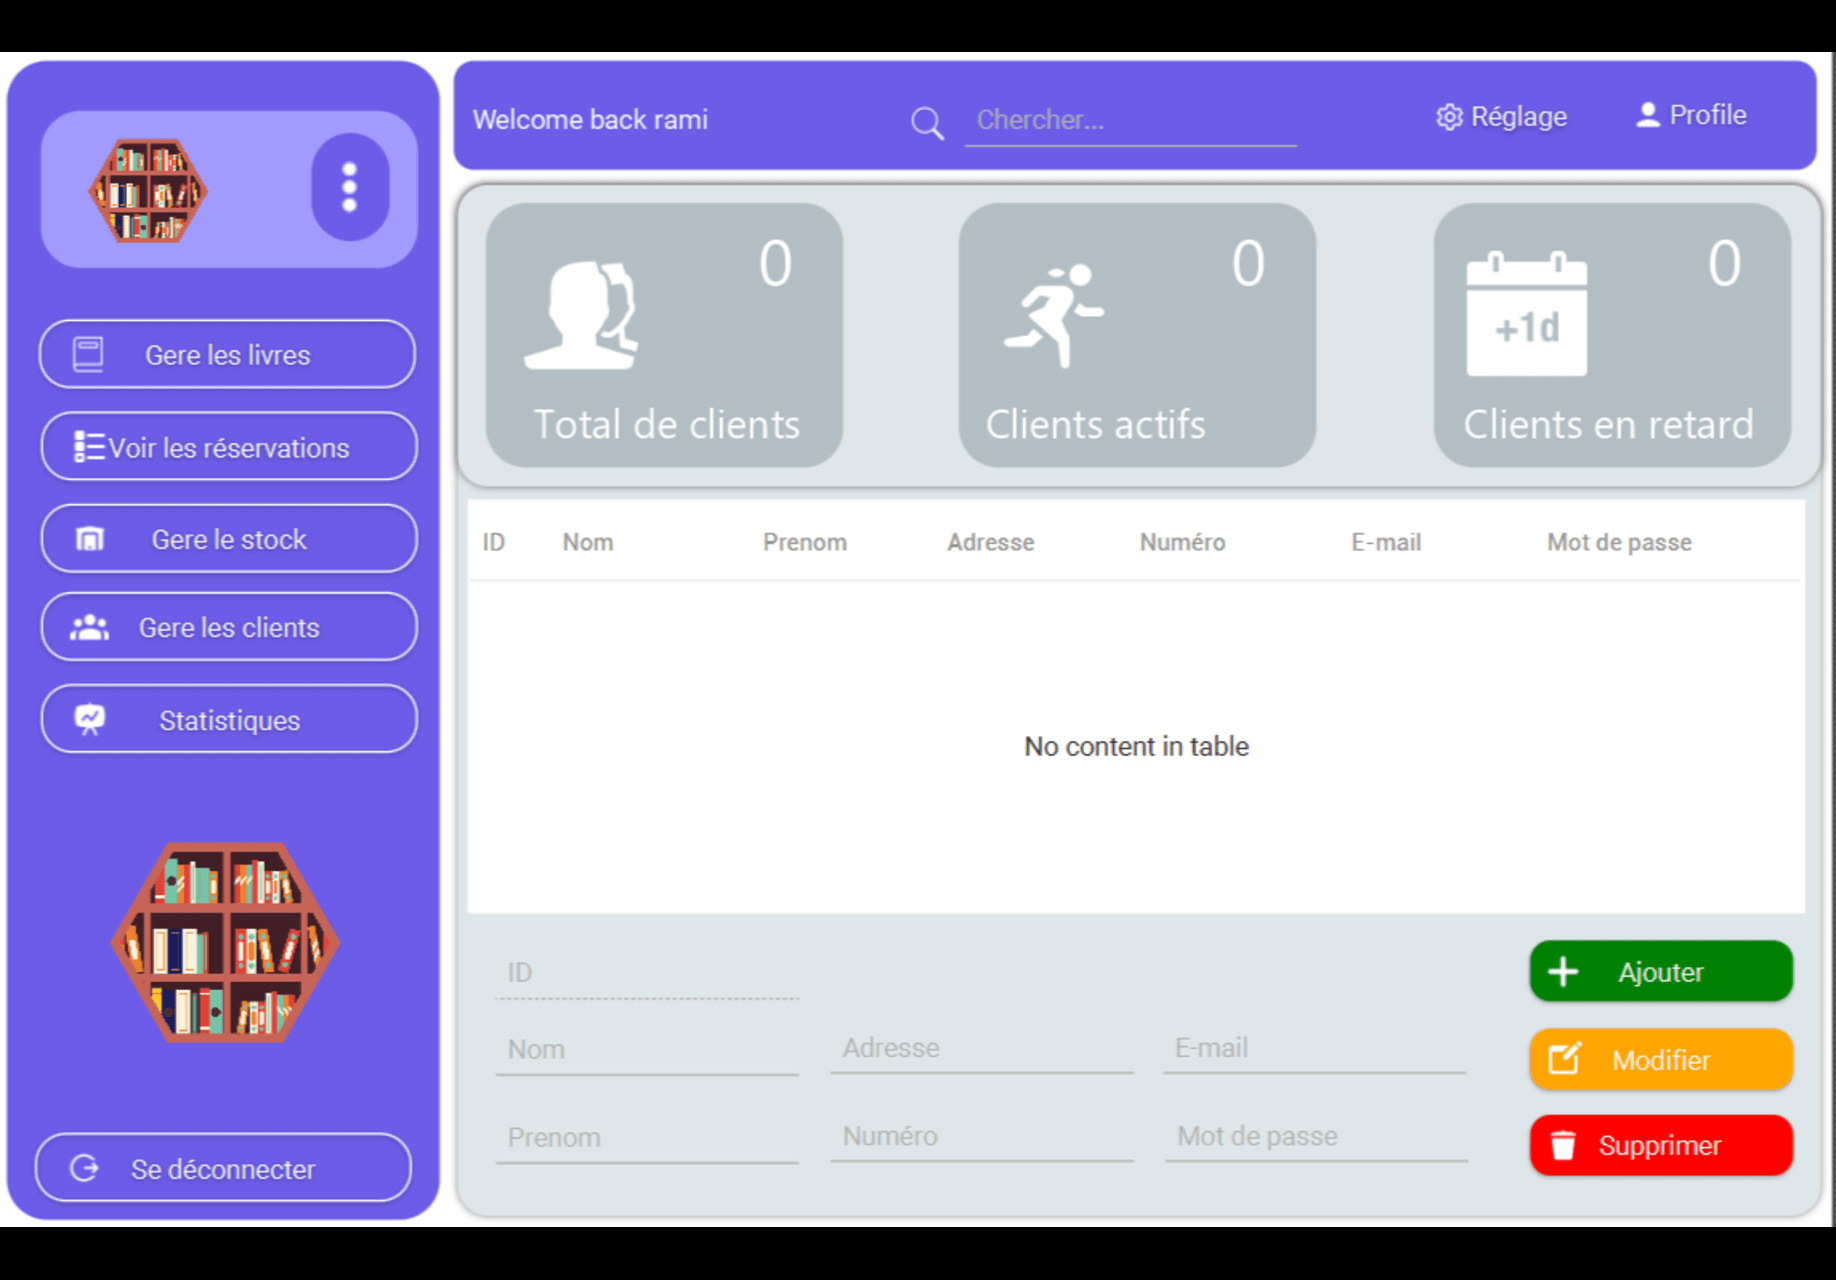 Welcome back rami
Chercher...
Réglage
Profile
Gere les livres
Voir les réservations
Gere le stock
Gere les clients
Statistiques
Se déconnecter
0
Total de clients
0
Clients actifs
0
+1d
Clients en retard
ID Nom Prenom Adresse Numéro E-mail Mot de passe
No content in table
ID
Nom Adresse E-mail
Prenom Numéro Mot de passe
Ajouter
Modifier
Supprimer